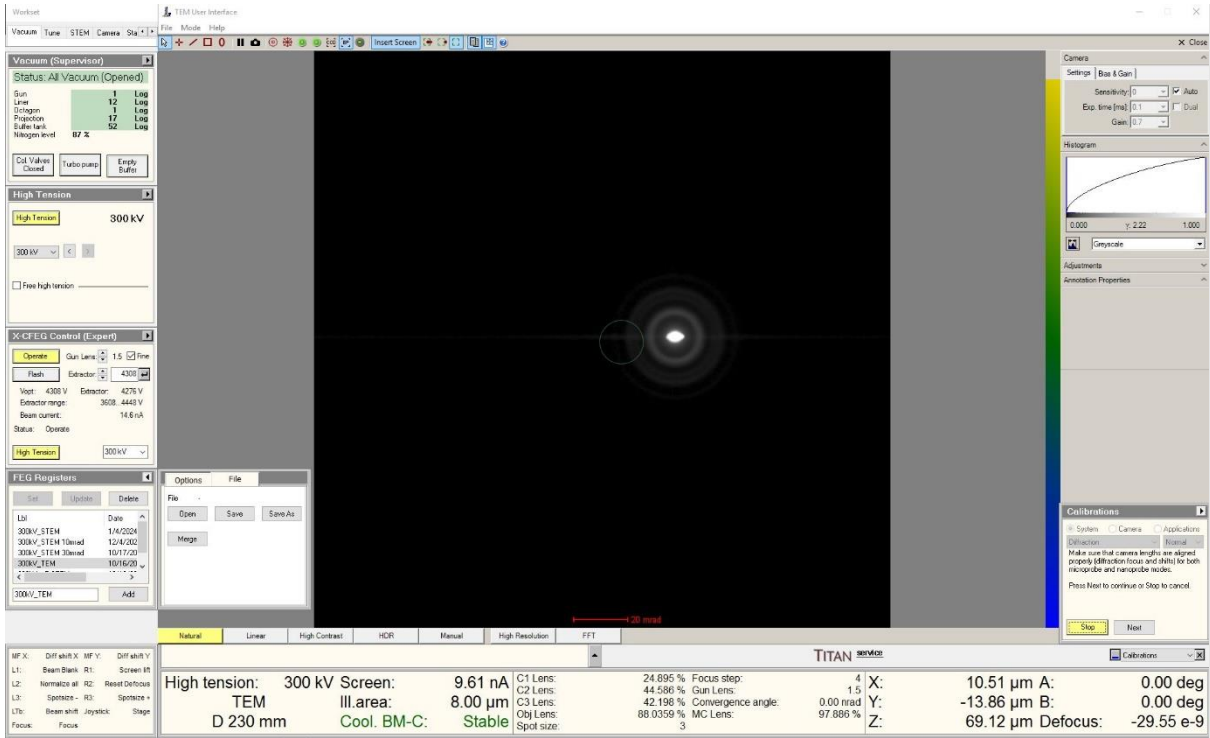 Workset
TEM User Interface
Vacuum Tune STEM Camera Sta
File Mode Help
Insert Screen
Close
Vacuum (Supervisor)
Status: All Vacuum (Opened)
Gun 1 Log
Liner 12 Log
Octagon 1 Log
Projection 17 Log
Buffer tank 52 Log
Nitrogen level 87 %
Col. Valves Closed Turbo pump Empty Buffer
High Tension
High Tension 300 kV
300 kV < >
Free high tension
X-CFEG Control (Expert)
Operate Gun Lens: 1.5 Fine
Flash Extractor: 4308
Vopt: 4308 V Extractor: 4276 V
Extractor range: 3608...4448 V
Beam current: 14.6 nA
Status: Operate
High Tension 300 kV
FEG Registers
Set Update Delete
Lbl Date
300kV_STEM 1/4/2024
300kV_STEM 10mrad 12/4/202
300kV_STEM 30mrad 10/17/20
300kV_TEM 10/16/20
300kV_TEM Add
Options File
File -
Open Save Save As
Merge
20 mrad
Natural Linear High Contrast HDR Manual High Resolution FFT
Camera
Settings Bias & Gain
Sensitivity: 0 Auto
Exp. time [ms]: 0.1 Dual
Gain: 0.7
Histogram
0.000 γ: 2.22 1.000
Greyscale
Adjustments
Annotation Properties
Calibrations
System Camera Applications
Diffraction Normal
Make sure that camera lengths are aligned
properly (diffraction focus and shifts) for both
microprobe and nanoprobe modes.
Press Next to continue or Stop to cancel.
Stop Next
TITAN service
Calibrations
MF X: Diff shift X MF Y: Diff shift Y
L1: Beam Blank R1: Screen lift
L2: Normalize all R2: Reset Defocus
L3: Spotsize - R3: Spotsize +
LTb: Beam shift Joystick: Stage
Focus: Focus
High tension: 300 kV
TEM
D 230 mm
Screen: 9.61 nA
Ill.area: 8.00 µm
Cool. BM-C: Stable
C1 Lens: 24.895 %
C2 Lens: 44.586 %
C3 Lens: 42.198 %
Obj Lens: 88.0359 %
Spot size: 3
Focus step: 4
Gun Lens: 1.5
Convergence angle: 0.00 nrad
MC Lens: 97.886 %
X: 10.51 µm A: 0.00 deg
Y: -13.86 µm B: 0.00 deg
Z: 69.12 µm Defocus: -29.55 e-9